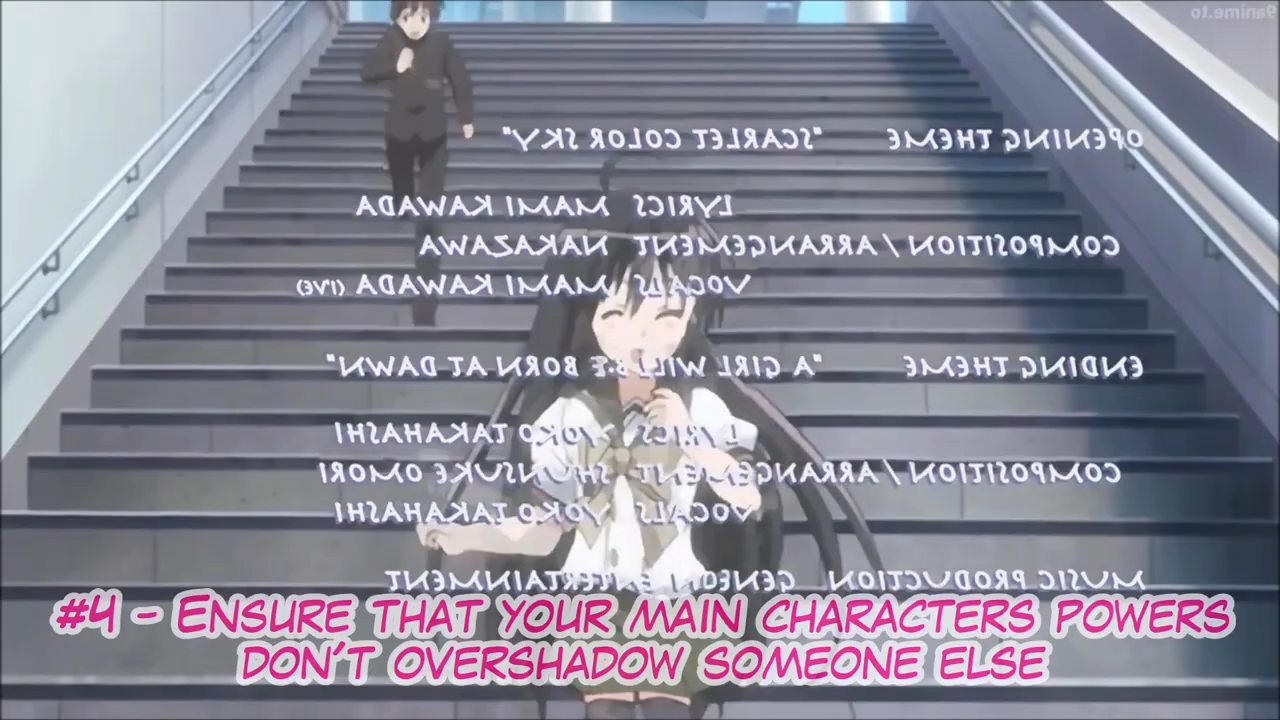 9anime.to
OPENING THEME "SCARLET COLOR SKY"
LYRICS MAMI KAWADA
COMPOSITION / ARRANGEMENT NAKAZAWA
VOCALS MAMI KAWADA (I'VE)
ENDING THEME "A GIRL WILL BE BORN AT DAWN"
LYRICS YOKO TAKAHASHI
COMPOSITION / ARRANGEMENT SHUNSUKE OMORI
VOCALS YOKO TAKAHASHI
MUSIC PRODUCTION GENEON ENTERTAINMENT
#4 - ENSURE THAT YOUR MAIN CHARACTERS POWERS
DON'T OVERSHADOW SOMEONE ELSE